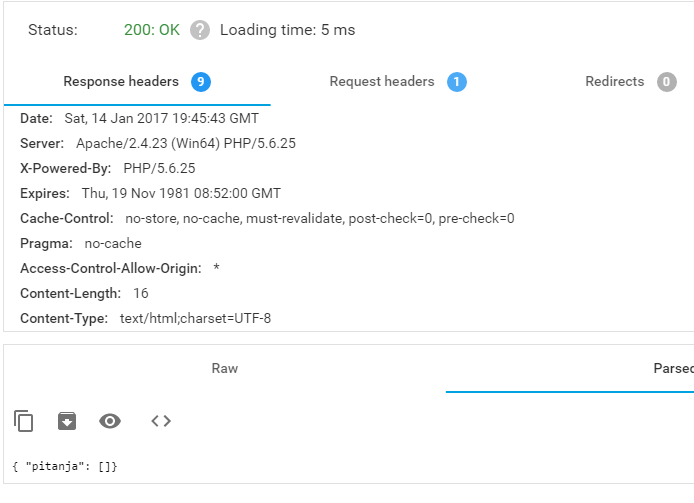 Status: 200: OK ? Loading time: 5 ms
Response headers 9 Request headers 1 Redirects 0
Date: Sat, 14 Jan 2017 19:45:43 GMT
Server: Apache/2.4.23 (Win64) PHP/5.6.25
X-Powered-By: PHP/5.6.25
Expires: Thu, 19 Nov 1981 08:52:00 GMT
Cache-Control: no-store, no-cache, must-revalidate, post-check=0, pre-check=0
Pragma: no-cache
Access-Control-Allow-Origin: *
Content-Length: 16
Content-Type: text/html;charset=UTF-8
Raw Parsed
{ "pitanja": []}